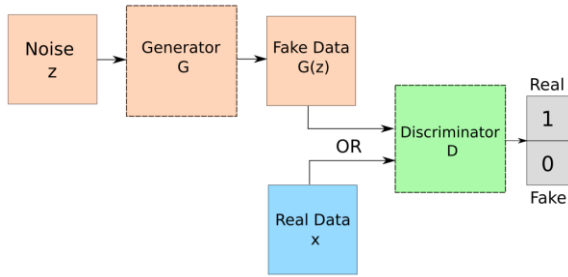 Noise
z
Generator
G
Fake Data
G(z)
OR
Real Data
x
Discriminator
D
Real
1
0
Fake